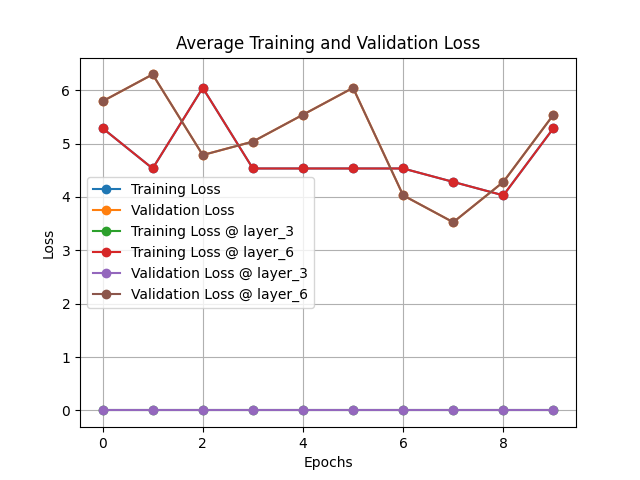 Average Training and Validation Loss
6
5
4
3
2
1
0
Loss
Training Loss
Validation Loss
Training Loss @ layer_3
Training Loss @ layer_6
Validation Loss @ layer_3
Validation Loss @ layer_6
0 2 4 6 8
Epochs